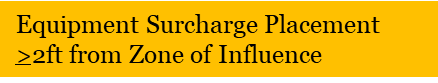 Equipment Surcharge Placement
≥2ft from Zone of Influence